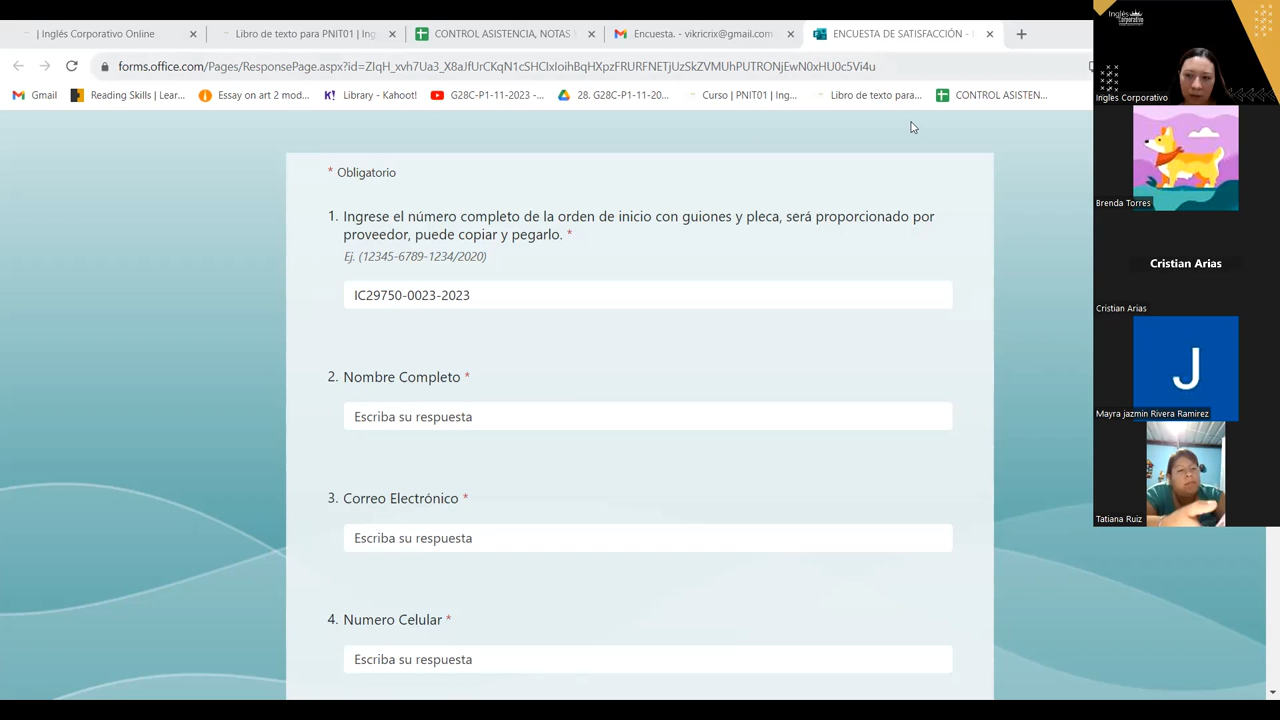 | Inglés Corporativo Online
Libro de texto para PNIT01 | Ing
CONTROL ASISTENCIA, NOTAS
Encuesta. - vikricrix@gmail.com
ENCUESTA DE SATISFACCIÓN -
forms.office.com/Pages/ResponsePage.aspx?id=ZIqH_xvh7Ua3_X8aJfU/CkqN1cSHCIxIoihBqHXpzFRURFNETjUzSkZVMUhPUTRONjEwN0xHU0c5Vi4u
Gmail
Reading Skills | Lear...
Essay on art 2 mod...
Library - Kahoot!
G28C-P1-11-2023 -...
28. G28C-P1-11-20...
Curso | PNIT01 | Ing...
Libro de texto para...
CONTROL ASISTEN...
* Obligatorio
1. Ingrese el número completo de la orden de inicio con guiones y pleca, será proporcionado por
proveedor, puede copiar y pegarlo. *
Ej. (12345-6789-1234/2020)
IC29750-0023-2023
2. Nombre Completo *
Escriba su respuesta
3. Correo Electrónico *
Escriba su respuesta
4. Numero Celular *
Escriba su respuesta
Inglés
Corporativo
Ingles Corporativo
Brenda Torres
Cristian Arias
Cristian Arias
J
Mayra jazmin Rivera Ramirez
Tatiana Ruiz